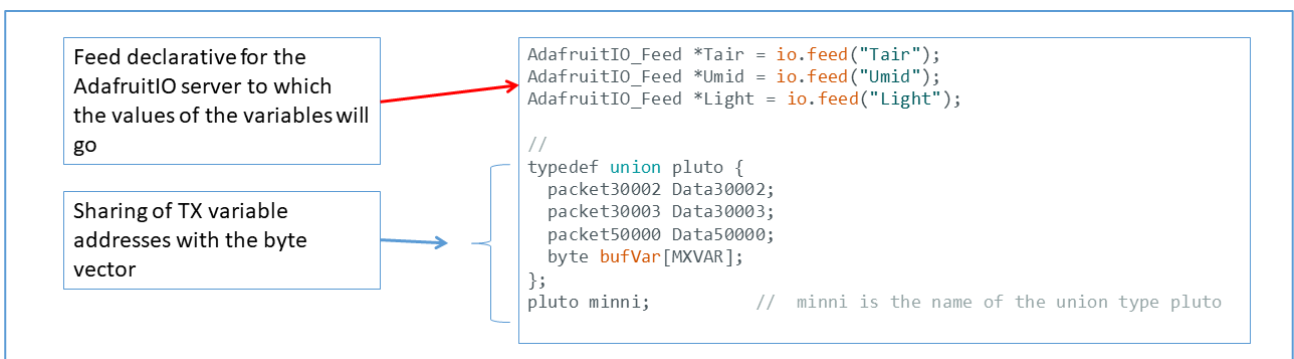 Feed declarative for the
AdafruitIO server to which
the values of the variables will
go
Sharing of TX variable
addresses with the byte
vector
AdafruitIO_Feed *Tair = io.feed("Tair");
AdafruitIO_Feed *Umid = io.feed("Umid");
AdafruitIO_Feed *Light = io.feed("Light");
//
typedef union pluto {
  packet30002 Data30002;
  packet30003 Data30003;
  packet50000 Data50000;
  byte bufVar[MXVAR];
};
pluto minni;          //  minni is the name of the union type pluto